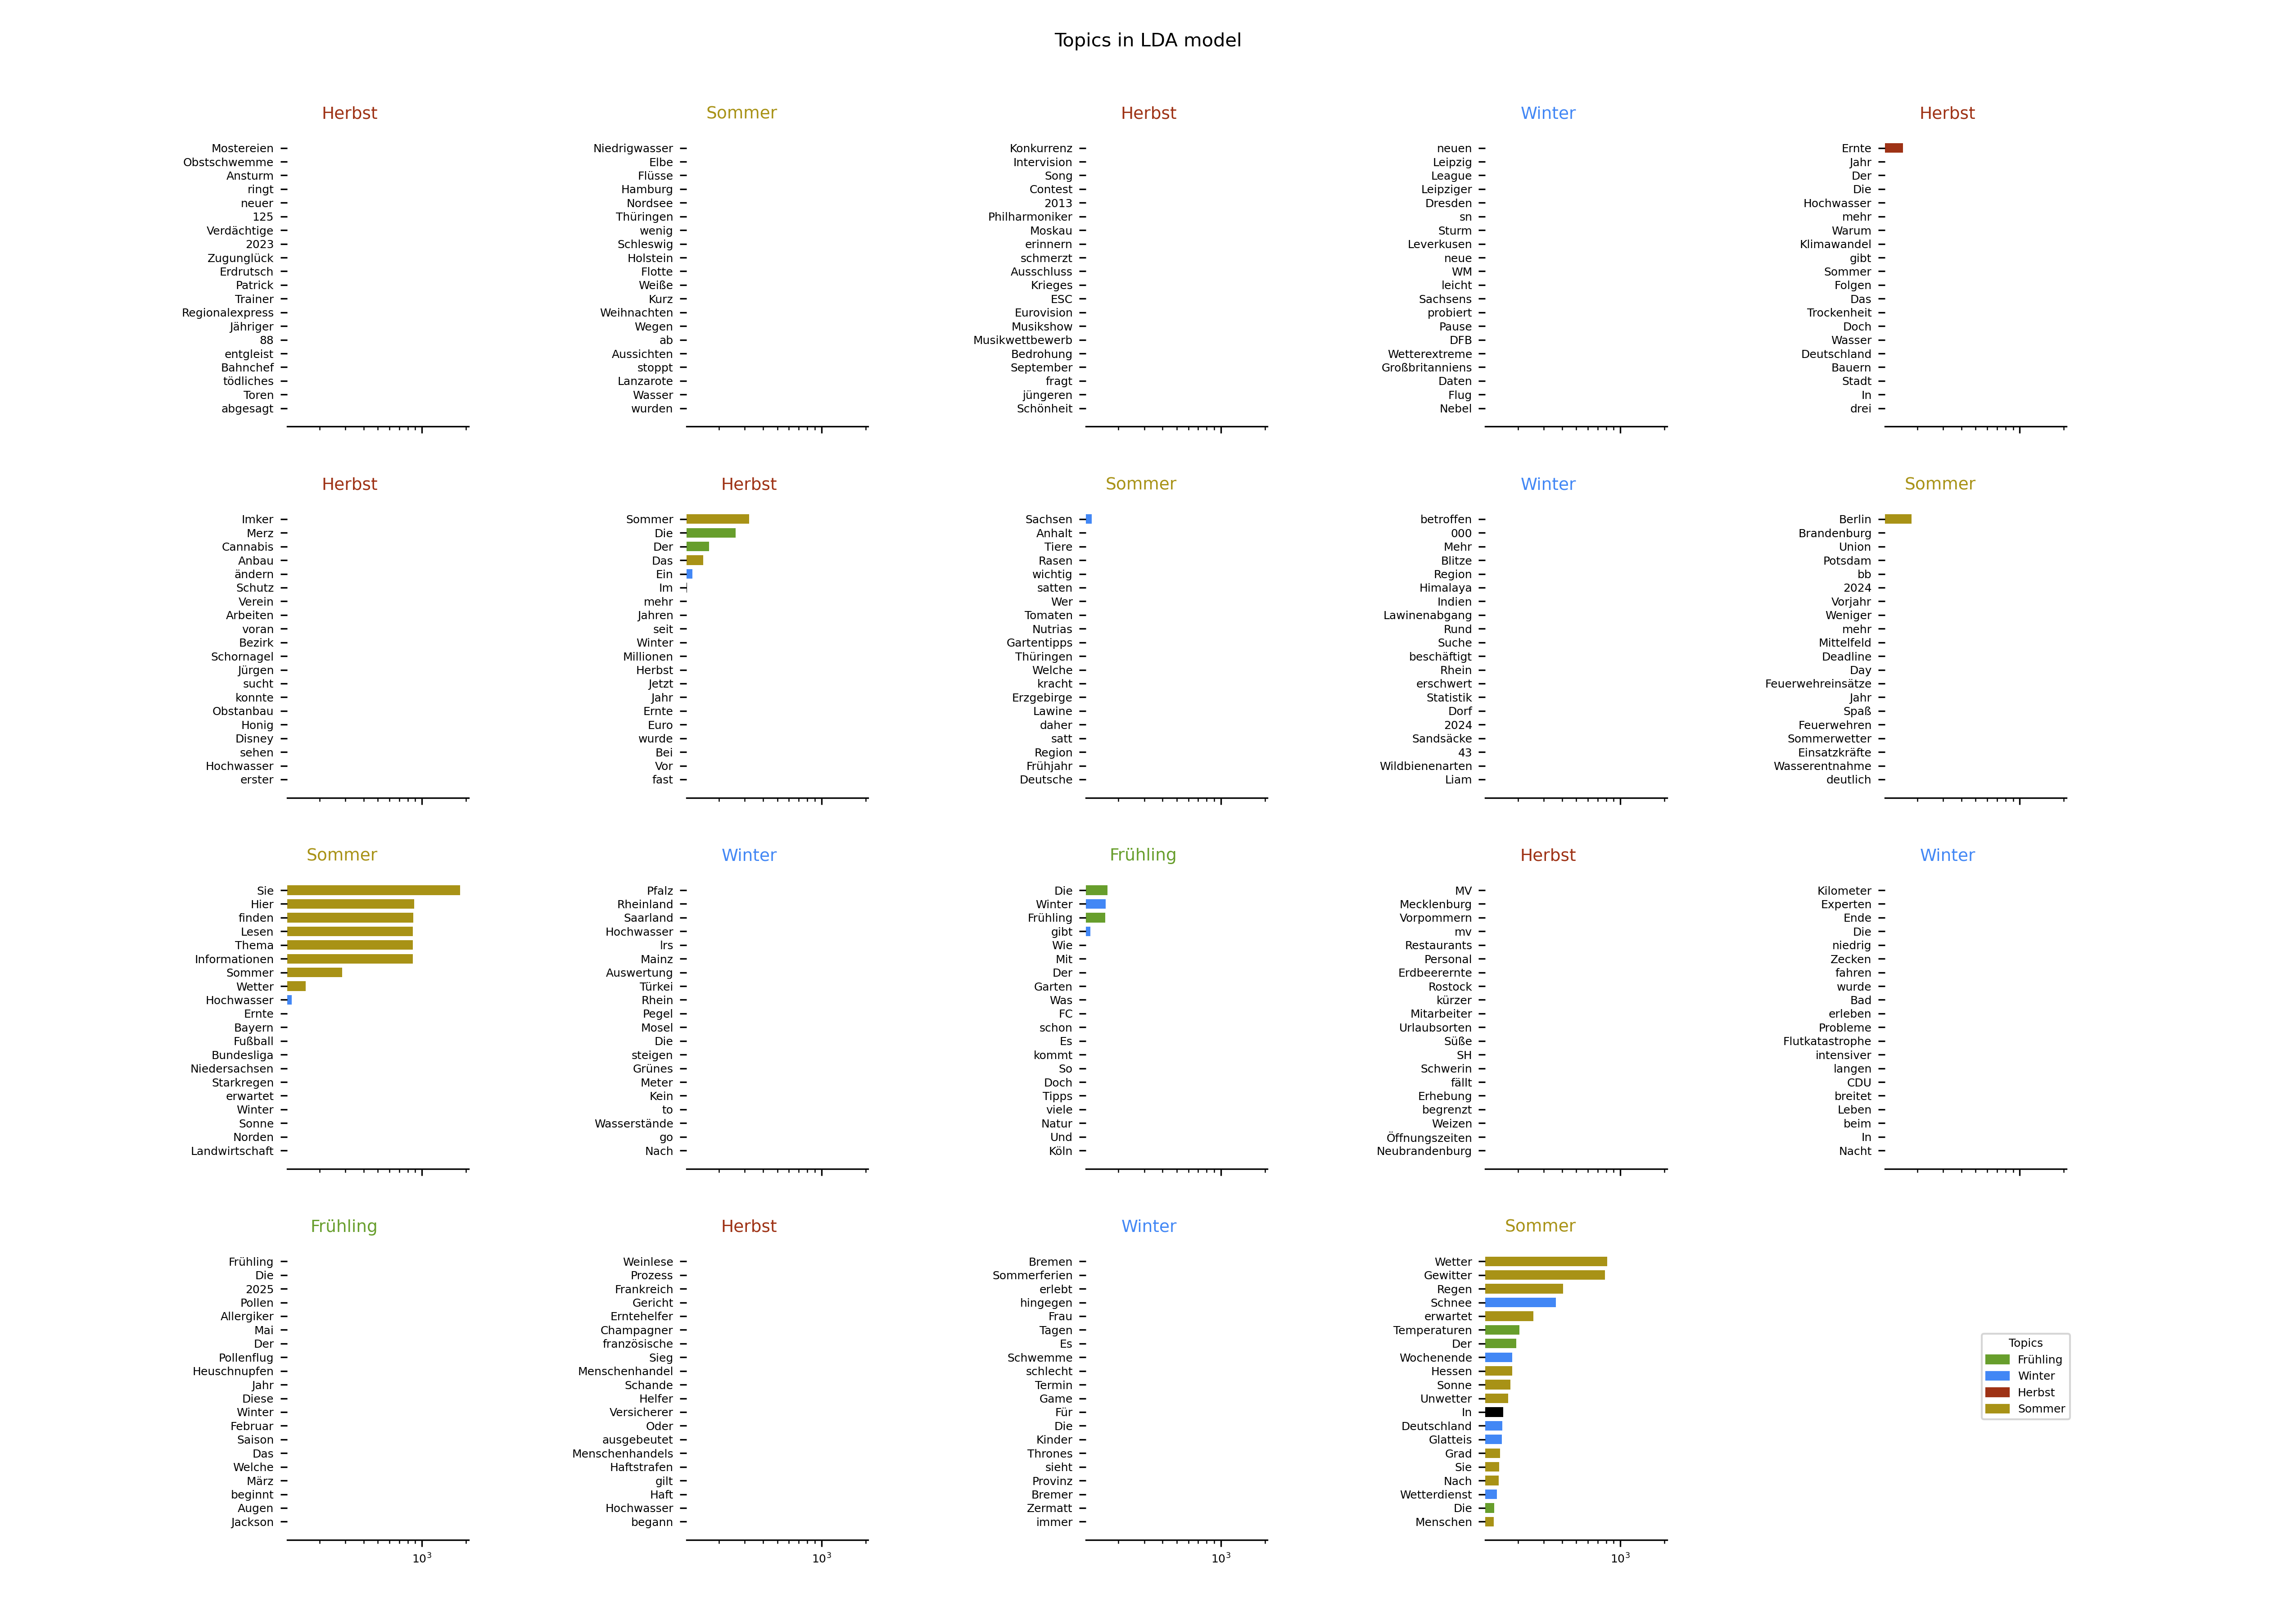 Topics in LDA model
Herbst
Mostereien
Obstschwemme
Ansturm
ringt
neuer
125
Verdächtige
2023
Zugunglück
Erdrutsch
Patrick
Trainer
Regionalexpress
Jähriger
88
entgleist
Bahnchef
tödliches
Toren
abgesagt
Sommer
Niedrigwasser
Elbe
Flüsse
Hamburg
Nordsee
Thüringen
wenig
Schleswig
Holstein
Flotte
Weiße
Kurz
Weihnachten
Wegen
ab
Aussichten
stoppt
Lanzarote
Wasser
wurden
Herbst
Konkurrenz
Intervision
Song
Contest
2013
Philharmoniker
Moskau
erinnern
schmerzt
Ausschluss
Krieges
ESC
Eurovision
Musikshow
Musikwettbewerb
Bedrohung
September
fragt
jüngeren
Schönheit
Winter
neuen
Leipzig
League
Leipziger
Dresden
sn
Sturm
Leverkusen
neue
WM
leicht
Sachsens
probiert
Pause
DFB
Wetterextreme
Großbritanniens
Daten
Flug
Nebel
Herbst
Ernte
Jahr
Der
Die
Hochwasser
mehr
Warum
Klimawandel
gibt
Sommer
Folgen
Das
Trockenheit
Doch
Wasser
Deutschland
Bauern
Stadt
In
drei
Herbst
Imker
Merz
Cannabis
Anbau
ändern
Schutz
Verein
Arbeiten
voran
Bezirk
Schornagel
Jürgen
sucht
konnte
Obstanbau
Honig
Disney
sehen
Hochwasser
erster
Herbst
Sommer
Die
Der
Das
Ein
Im
mehr
Jahren
seit
Winter
Millionen
Herbst
Jetzt
Jahr
Ernte
Euro
wurde
Bei
Vor
fast
Sommer
Sachsen
Anhalt
Tiere
Rasen
wichtig
satten
Wer
Tomaten
Nutrias
Gartentipps
Thüringen
Welche
kracht
Erzgebirge
Lawine
daher
satt
Region
Frühjahr
Deutsche
Winter
betroffen
000
Mehr
Blitze
Region
Himalaya
Indien
Lawinenabgang
Rund
Suche
beschäftigt
Rhein
erschwert
Statistik
Dorf
2024
Sandsäcke
43
Wildbienenarten
Liam
Sommer
Berlin
Brandenburg
Union
Potsdam
bb
2024
Vorjahr
Weniger
mehr
Mittelfeld
Deadline
Day
Feuerwehreinsätze
Jahr
Spaß
Feuerwehren
Sommerwetter
Einsatzkräfte
Wasserentnahme
deutlich
Sommer
Sie
Hier
finden
Lesen
Thema
Informationen
Sommer
Wetter
Hochwasser
Ernte
Bayern
Fußball
Bundesliga
Niedersachsen
Starkregen
erwartet
Winter
Sonne
Norden
Landwirtschaft
Winter
Pfalz
Rheinland
Saarland
Hochwasser
lrs
Mainz
Auswertung
Türkei
Rhein
Pegel
Mosel
Die
steigen
Grünes
Meter
Kein
to
Wasserstände
go
Nach
Frühling
Die
Winter
Frühling
gibt
Wie
Mit
Der
Garten
Was
FC
schon
Es
kommt
So
Doch
Tipps
viele
Natur
Und
Köln
Herbst
MV
Mecklenburg
Vorpommern
mv
Restaurants
Personal
Erdbeerernte
Rostock
kürzer
Mitarbeiter
Urlaubsorten
Süße
SH
Schwerin
fällt
Erhebung
begrenzt
Weizen
Öffnungszeiten
Neubrandenburg
Winter
Kilometer
Experten
Ende
Die
niedrig
Zecken
fahren
wurde
Bad
erleben
Probleme
Flutkatastrophe
intensiver
langen
CDU
breitet
Leben
beim
In
Nacht
Frühling
Frühling
Die
2025
Pollen
Allergiker
Mai
Der
Pollenflug
Heuschnupfen
Jahr
Diese
Winter
Februar
Saison
Das
Welche
März
beginnt
Augen
Jackson
10³
Herbst
Weinlese
Prozess
Frankreich
Gericht
Erntehelfer
Champagner
französische
Sieg
Menschenhandel
Schande
Helfer
Versicherer
Oder
ausgebeutet
Menschenhandels
Haftstrafen
gilt
Haft
Hochwasser
begann
10³
Winter
Bremen
Sommerferien
erlebt
hingegen
Frau
Tagen
Es
Schwemme
schlecht
Termin
Game
Für
Die
Kinder
Thrones
sieht
Provinz
Bremer
Zermatt
immer
10³
Sommer
Wetter
Gewitter
Regen
Schnee
erwartet
Temperaturen
Der
Wochenende
Hessen
Sonne
Unwetter
In
Deutschland
Glatteis
Grad
Sie
Nach
Wetterdienst
Die
Menschen
10³
Topics
Frühling
Winter
Herbst
Sommer